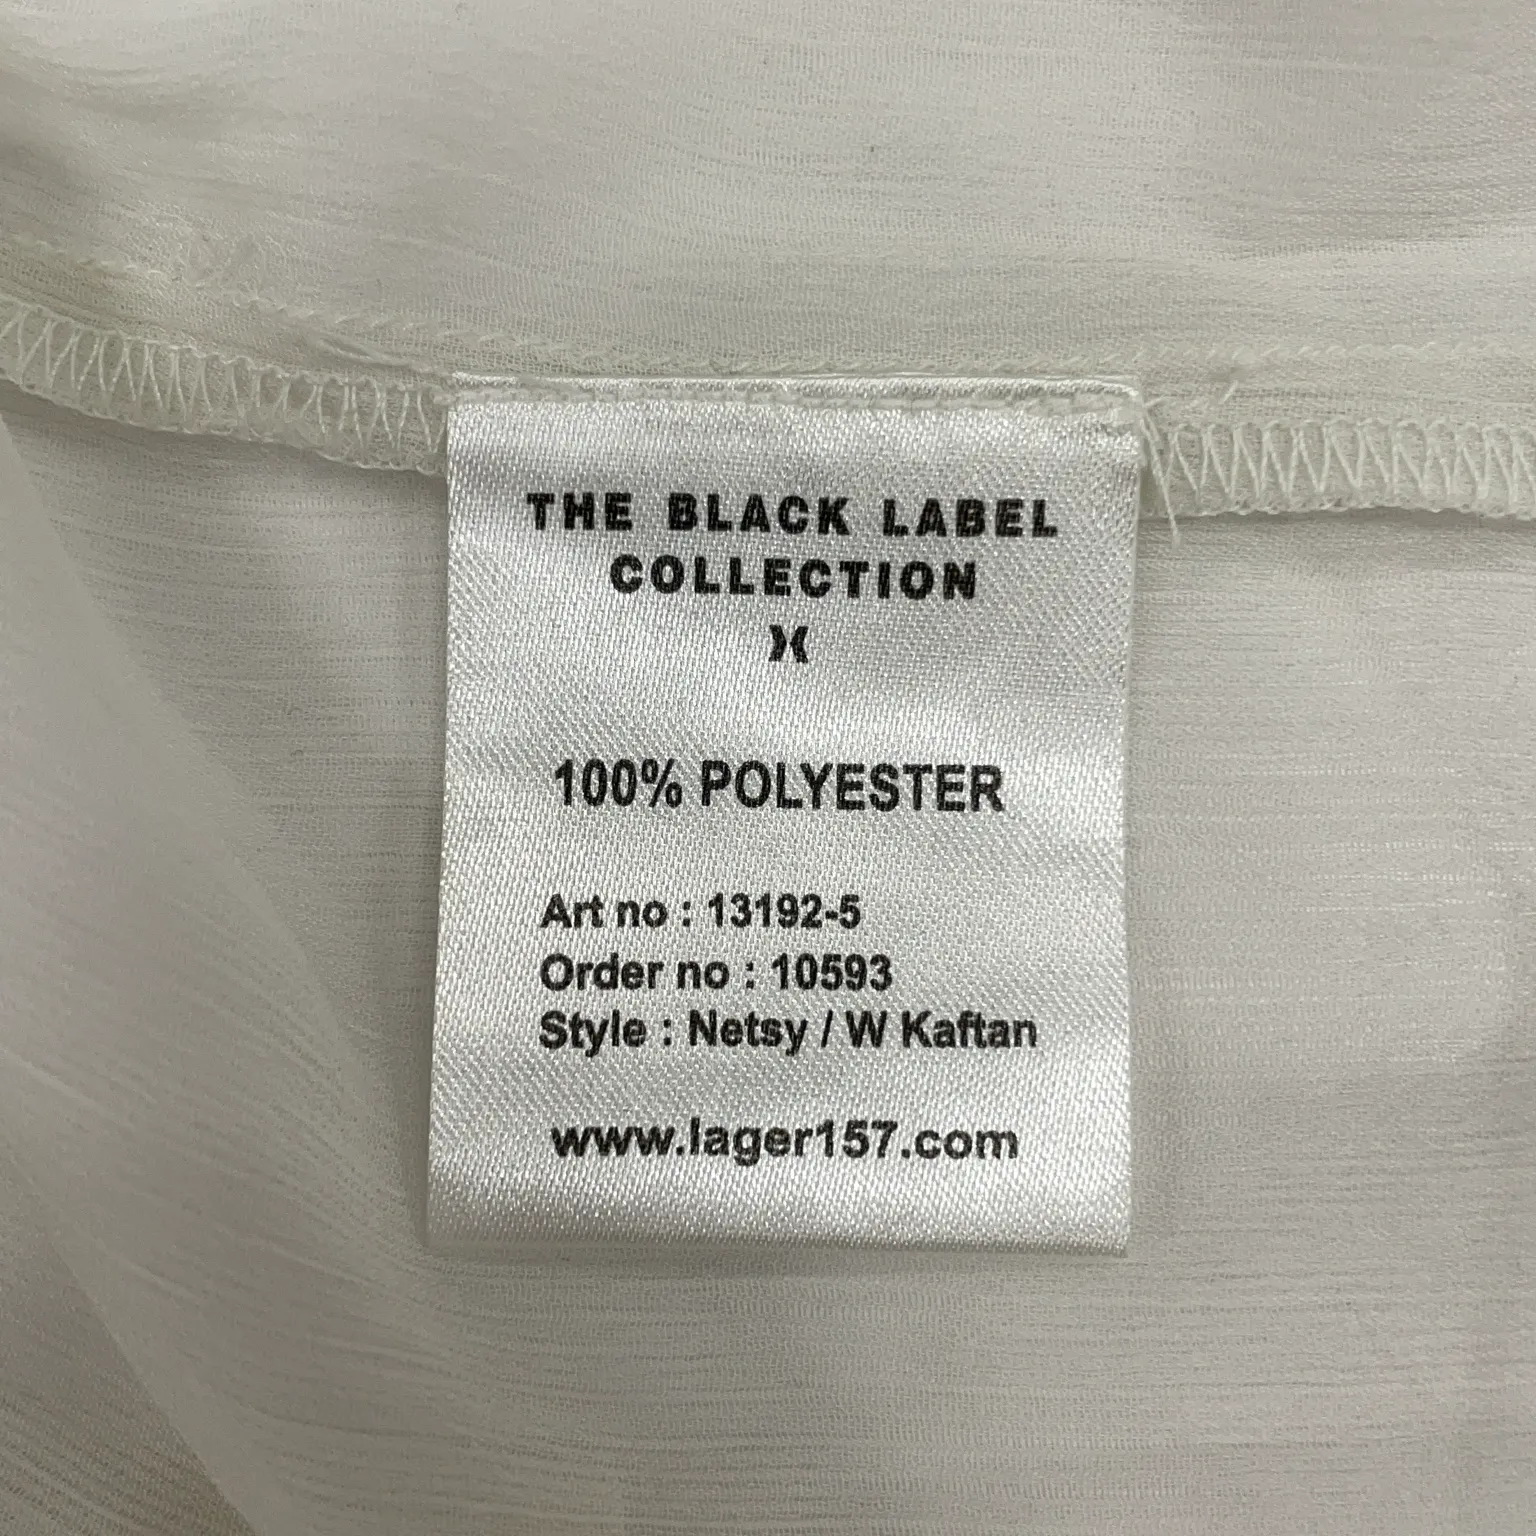 THE BLACK LABEL
COLLECTION
100% POLYESTER
Art no : 13192-5
Order no : 10593
Style : Netsy / W Kaftan
www.lager157.com